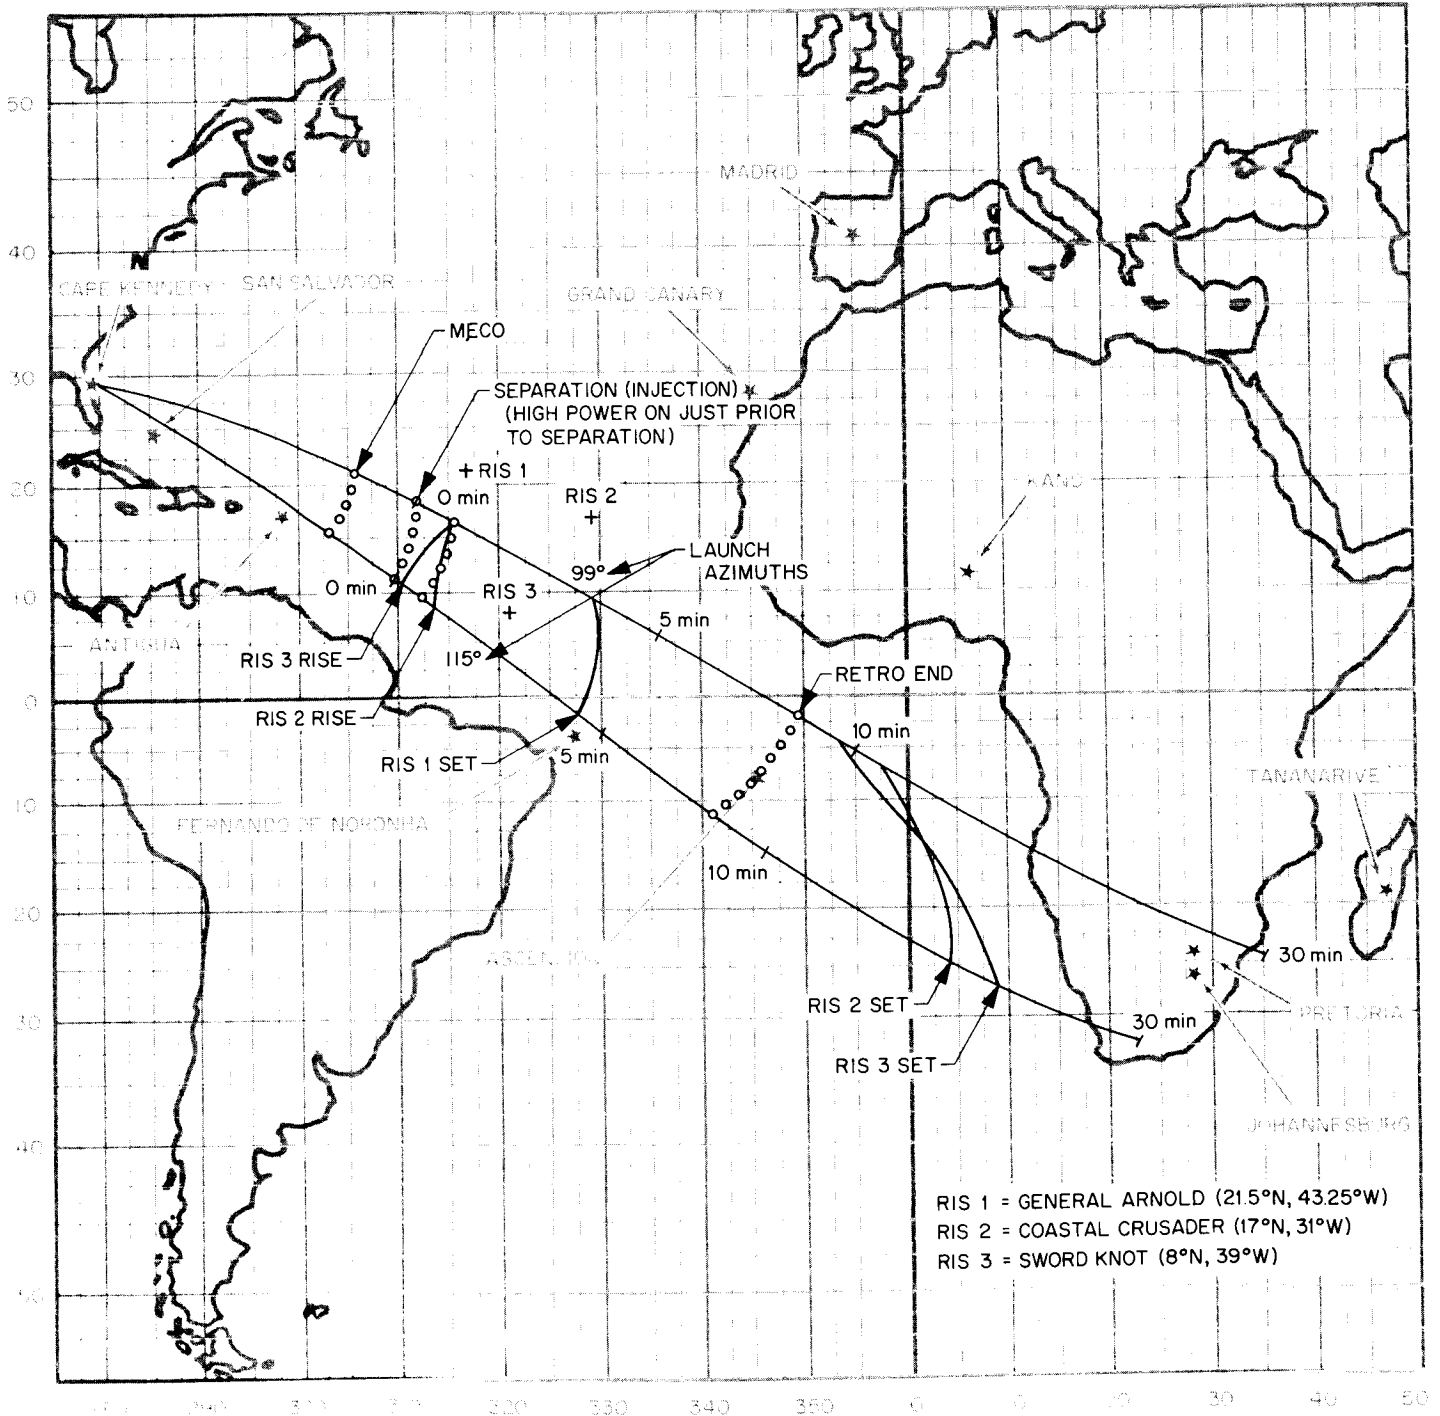 50
MADRID
40
CAPE KENNEDY
SAN SALVADOR
GRAND CANARY
MECO
30
SEPARATION (INJECTION)
(HIGH POWER ON JUST PRIOR
TO SEPARATION)
+ RIS 1
20
0 min
RIS 2
+
KANO
LAUNCH
AZIMUTHS
99°
0 min
10
RIS 3
+
5 min
ANTIGUA
RIS 3 RISE
115°
RETRO END
0
RIS 2 RISE
10 min
RIS 1 SET
5 min
TANANARIVE
10
FERNANDO DE NORONHA
10 min
20
ASCENSION
30 min
RIS 2 SET
30
30 min
PRETORIA
RIS 3 SET
JOHANNESBURG
40
RIS 1 = GENERAL ARNOLD (21.5°N, 43.25°W)
RIS 2 = COASTAL CRUSADER (17°N, 31°W)
RIS 3 = SWORD KNOT (8°N, 39°W)
320 330 340 350 0 30 40 50